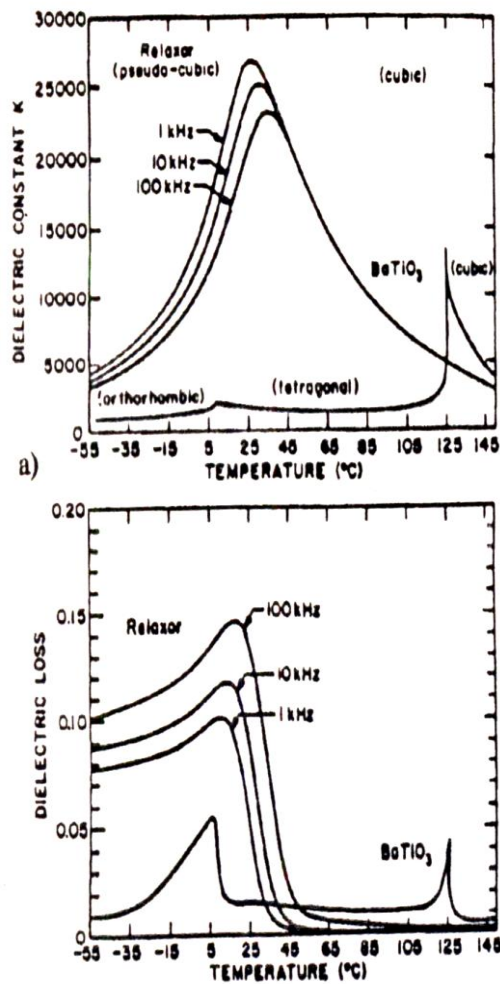 30000
25000
20000
15000
10000
5000
0
DIELECTRIC CONSTANT K
Relaxor
(pseudo-cubic)
(cubic)
1 kHz
10 kHz
100 kHz
BaTiO3
(cubic)
(orthorhombic)
(tetragonal)
-55 -35 -15 5 25 45 65 85 105 125 145
TEMPERATURE (°C)
a)
0.20
0.15
0.10
0.05
0
DIELECTRIC LOSS
Relaxor
100 kHz
10 kHz
1 kHz
BaTiO3
-55 -35 -15 5 25 45 65 85 105 125 145
TEMPERATURE (°C)